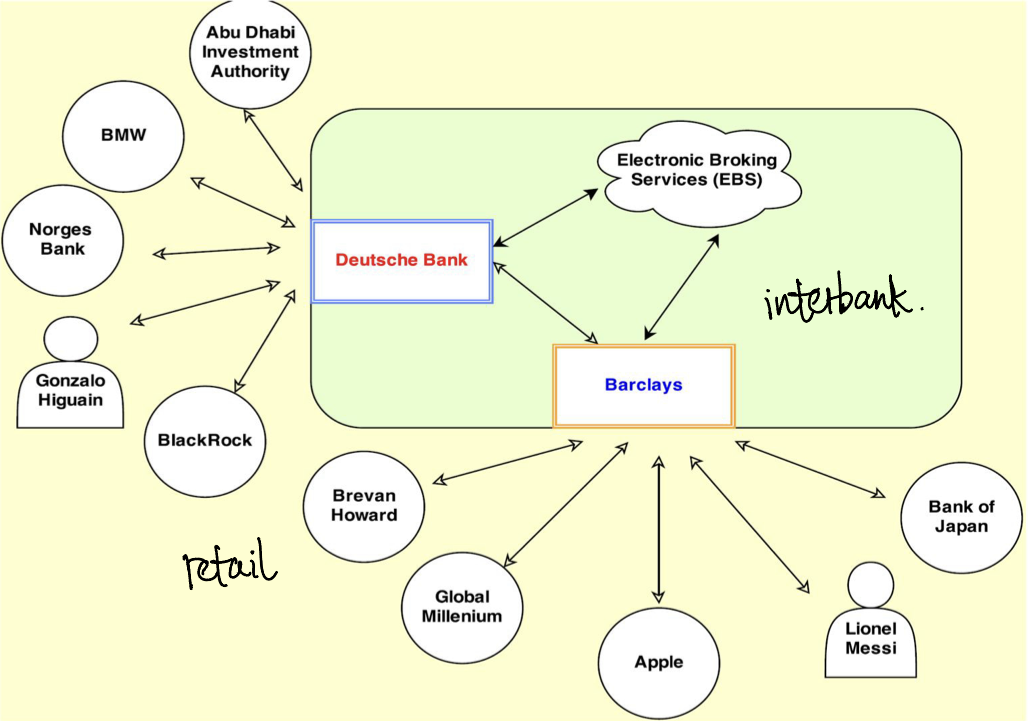 Abu Dhabi
Investment
Authority
BMW
Norges
Bank
Gonzalo
Higuain
BlackRock
Deutsche Bank
Electronic Broking
Services (EBS)
interbank.
Barclays
Brevan
Howard
Global
Millenium
Apple
Lionel
Messi
Bank of
Japan
retail